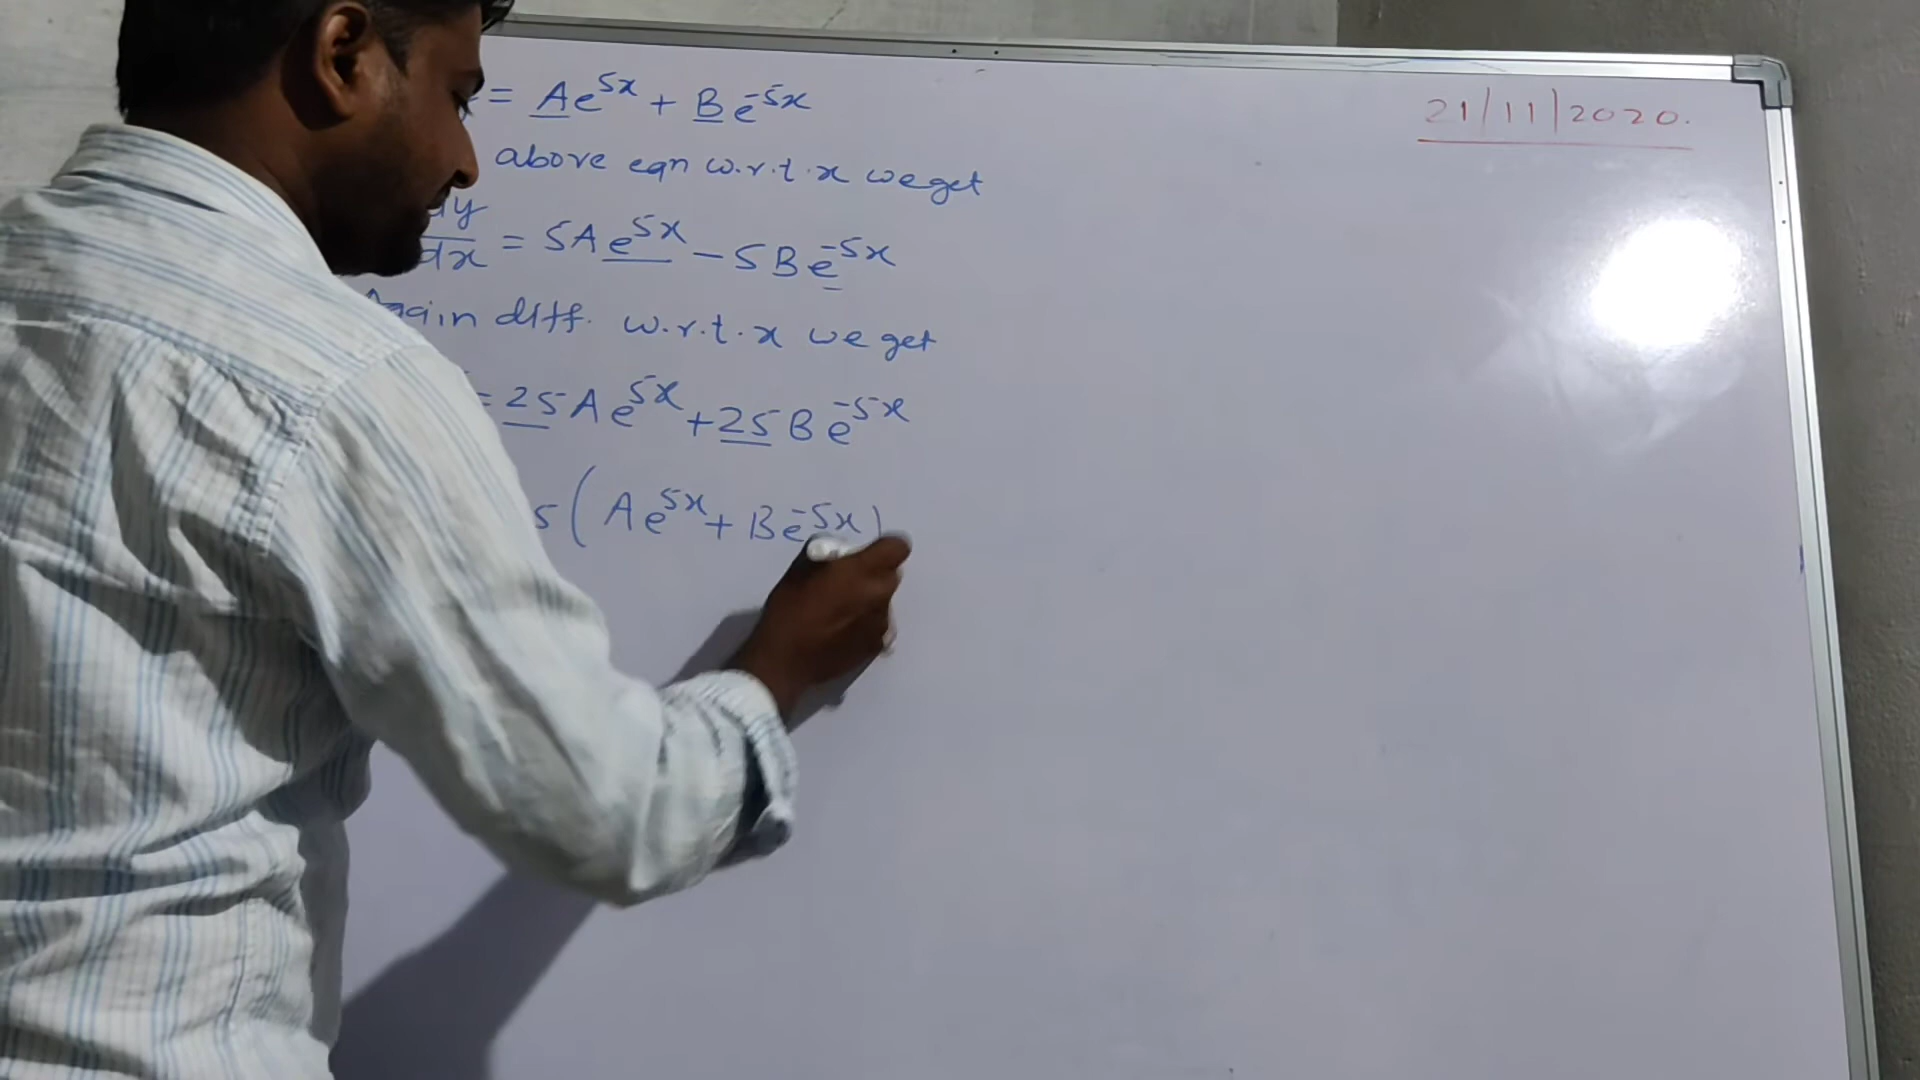 = Ae^5x + Be^-5x
21/11/2020.
above eqn w.r.t. x we get
dy/dx = 5Ae^5x - 5Be^-5x
Again diff. w.r.t. x we get
= 25Ae^5x + 25Be^-5x
5(Ae^5x + Be^-5x)